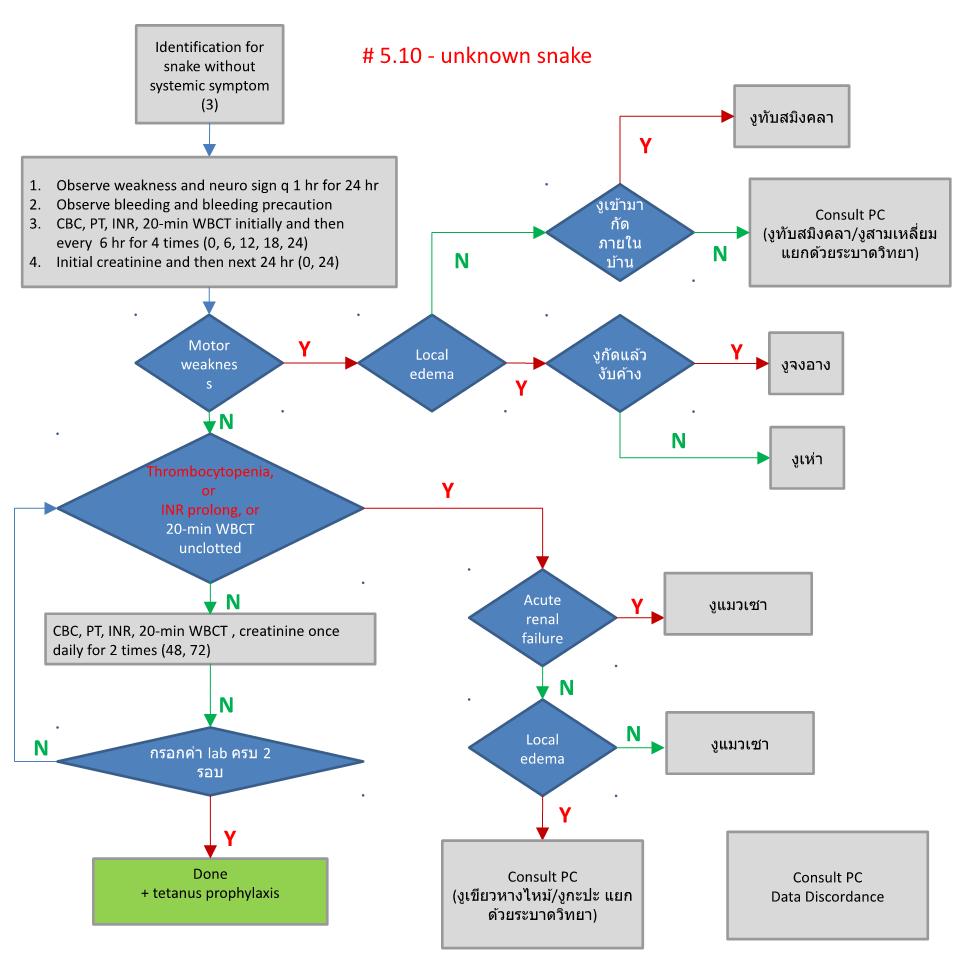 # 5.10 - unknown snake
Identification for
snake without
systemic symptom
(3)
1. Observe weakness and neuro sign q 1 hr for 24 hr
2. Observe bleeding and bleeding precaution
3. CBC, PT, INR, 20-min WBCT initially and then
every 6 hr for 4 times (0, 6, 12, 18, 24)
4. Initial creatinine and then next 24 hr (0, 24)
งูทับสมิงคลา
Y
งูเข้ามา
กัด
ภายใน
บ้าน
N
N
Consult PC
(งูทับสมิงคลา/งูสามเหลี่ยม
แยกด้วยระบาดวิทยา)
Motor
weaknes
s
Y
Local
edema
Y
งูกัดแล้ว
งับค้าง
Y
งูจงอาง
N
งูเห่า
N
Thrombocytopenia,
or
INR prolong, or
20-min WBCT
unclotted
Y
N
Acute
renal
failure
Y
งูแมวเซา
CBC, PT, INR, 20-min WBCT , creatinine once
daily for 2 times (48, 72)
N
N
Local
edema
N
งูแมวเซา
N
กรอกค่า lab ครบ 2
รอบ
Y
Y
Done
+ tetanus prophylaxis
Consult PC
(งูเขียวหางไหม้/งูกะปะ แยก
ด้วยระบาดวิทยา)
Consult PC
Data Discordance